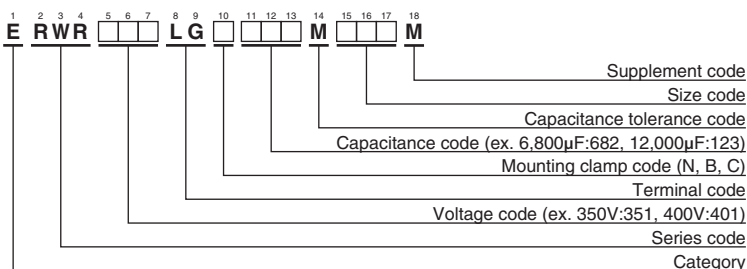 1 2 3 4 5 6 7 8 9 10 11 12 13 14 15 16 17 18
E RWR □□□ LG □ □□□ M □□□ M
Supplement code
Size code
Capacitance tolerance code
Capacitance code (ex. 6,800µF:682, 12,000µF:123)
Mounting clamp code (N, B, C)
Terminal code
Voltage code (ex. 350V:351, 400V:401)
Series code
Category